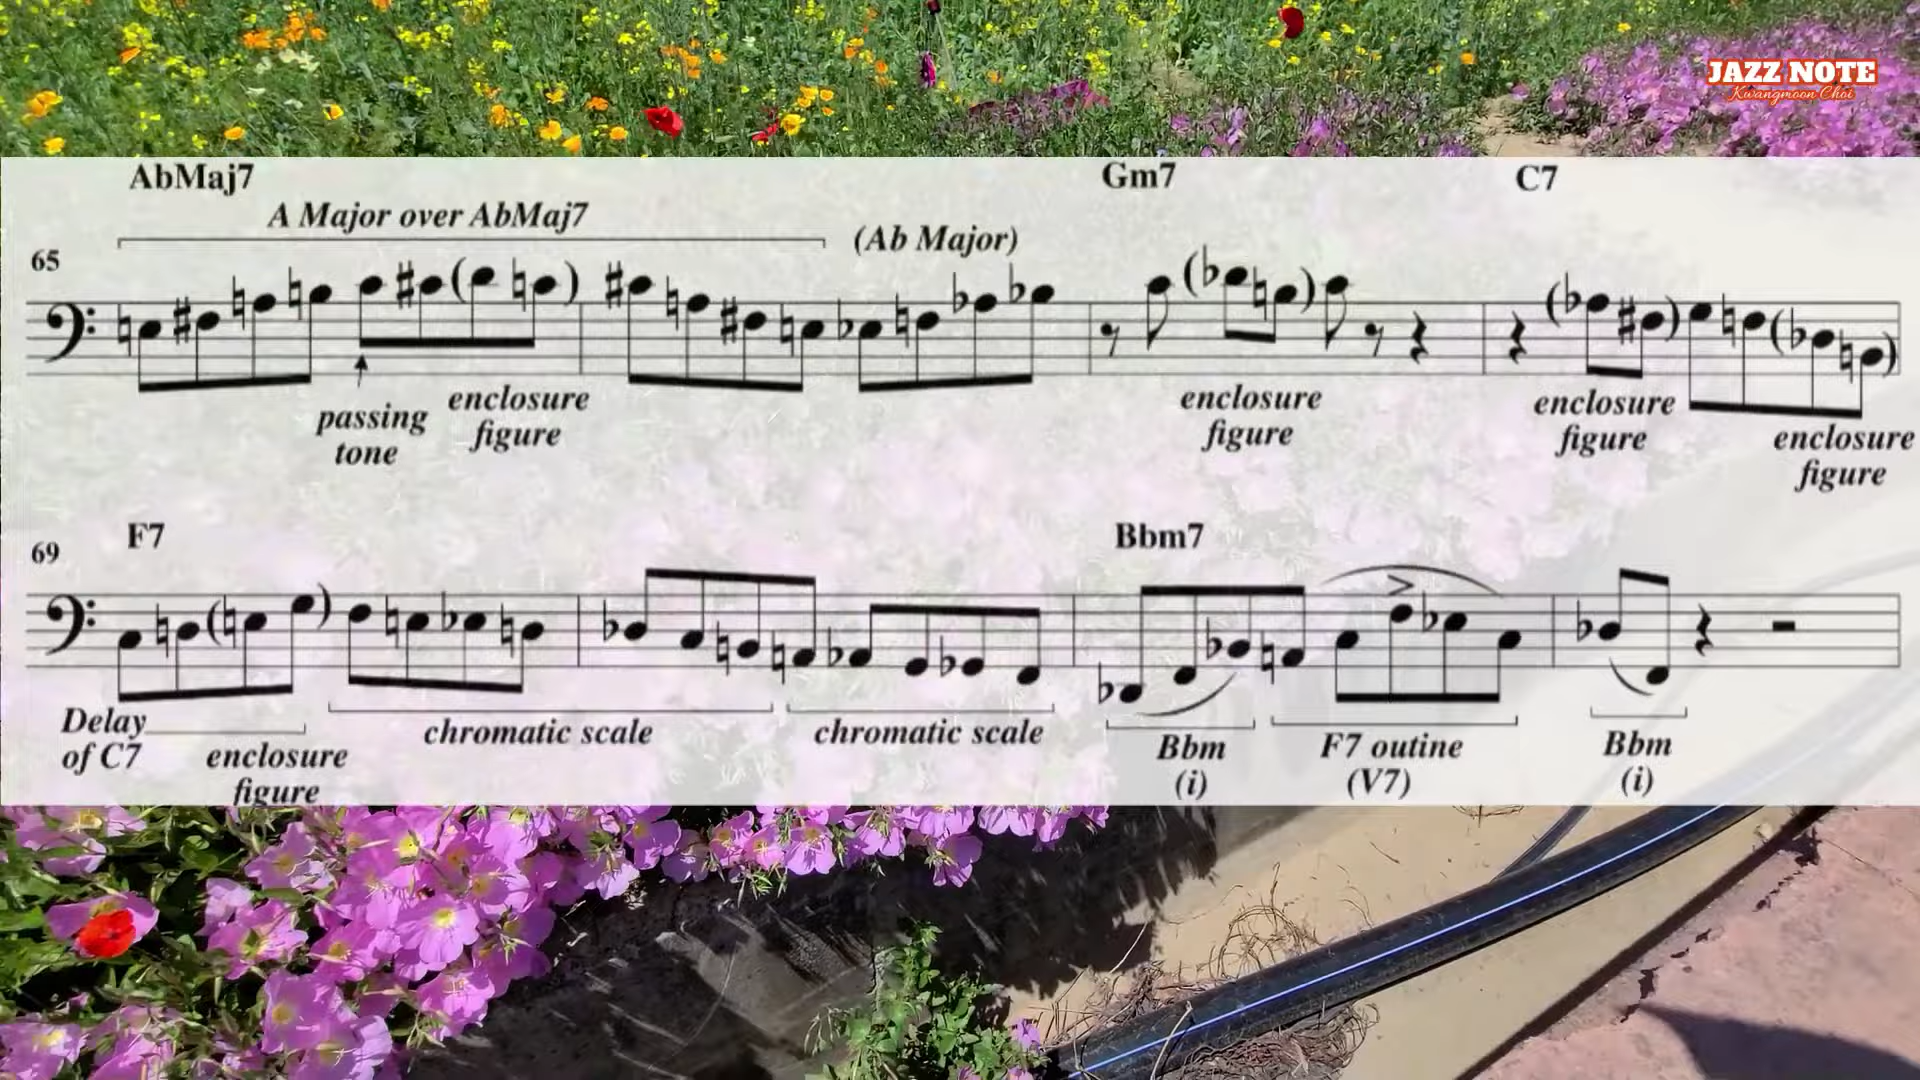 JAZZ NOTE
Kwangmoon Choi
AbMaj7
Gm7
C7
A Major over AbMaj7
(Ab Major)
65
passing
tone
enclosure
figure
enclosure
figure
enclosure
figure
enclosure
figure
69
F7
Bbm7
Delay
of C7
enclosure
figure
chromatic scale
chromatic scale
Bbm
(i)
F7 outine
(V7)
Bbm
(i)